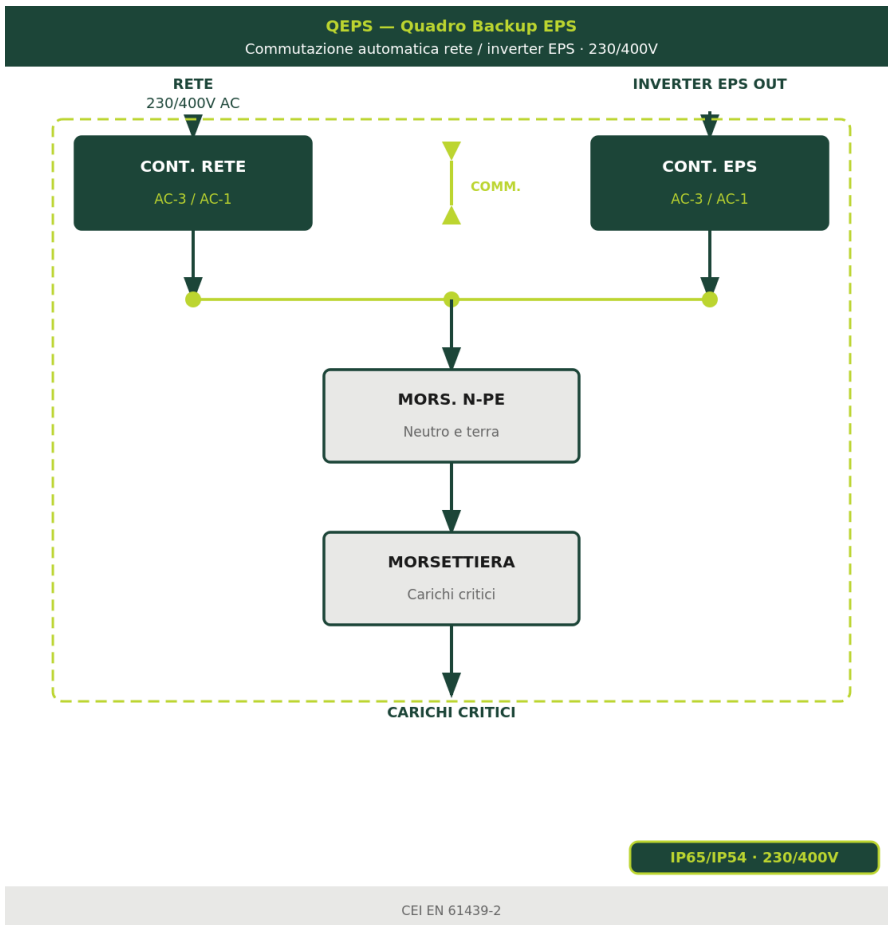 QEPS — Quadro Backup EPS
Commutazione automatica rete / inverter EPS · 230/400V
RETE
230/400V AC
INVERTER EPS OUT
CONT. RETE
AC-3 / AC-1
COMM.
CONT. EPS
AC-3 / AC-1
MORS. N-PE
Neutro e terra
MORSETTIERA
Carichi critici
CARICHI CRITICI
IP65/IP54 · 230/400V
CEI EN 61439-2